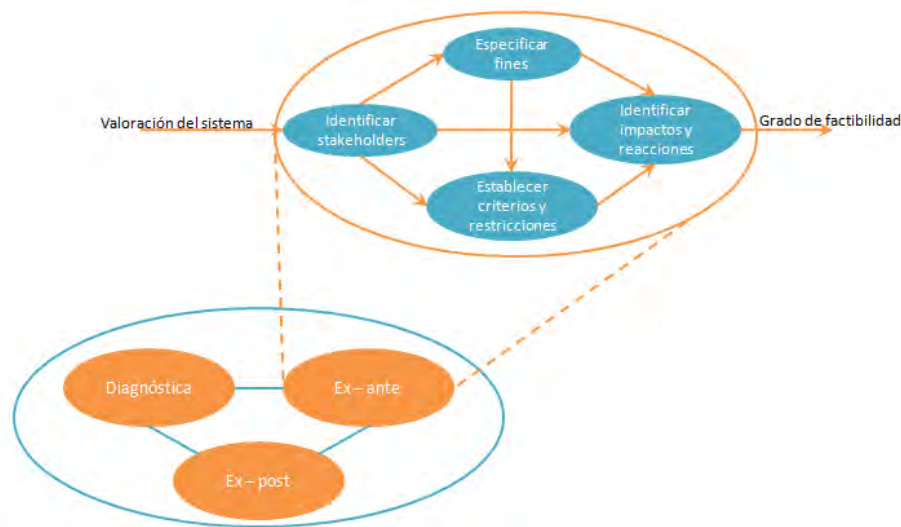 Especificar
fines
Valoración del sistema
Identificar
stakeholders
Identificar
impactos y
reacciones
Grado de factibilidad
Establecer
criterios y
restricciones
Diagnóstica
Ex – ante
Ex – post